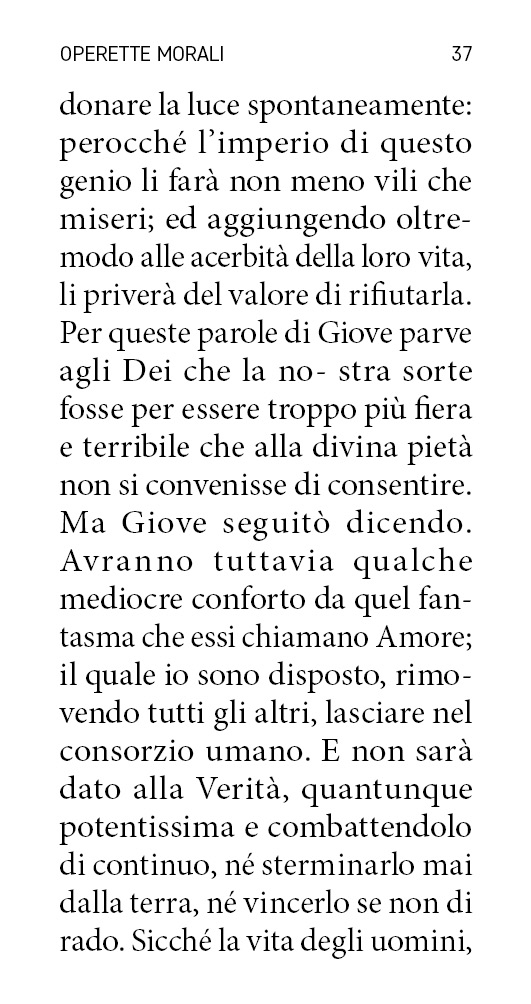 OPERETTE MORALI 37
donare la luce spontaneamente:
perocché l’imperio di questo
genio li farà non meno vili che
miseri; ed aggiungendo oltre-
modo alle acerbità della loro vita,
li priverà del valore di rifiutarla.
Per queste parole di Giove parve
agli Dei che la no- stra sorte
fosse per essere troppo più fiera
e terribile che alla divina pietà
non si convenisse di consentire.
Ma Giove seguitò dicendo.
Avranno tuttavia qualche
mediocre conforto da quel fan-
tasma che essi chiamano Amore;
il quale io sono disposto, rimo-
vendo tutti gli altri, lasciare nel
consorzio umano. E non sarà
dato alla Verità, quantunque
potentissima e combattendolo
di continuo, né sterminarlo mai
dalla terra, né vincerlo se non di
rado. Sicché la vita degli uomini,